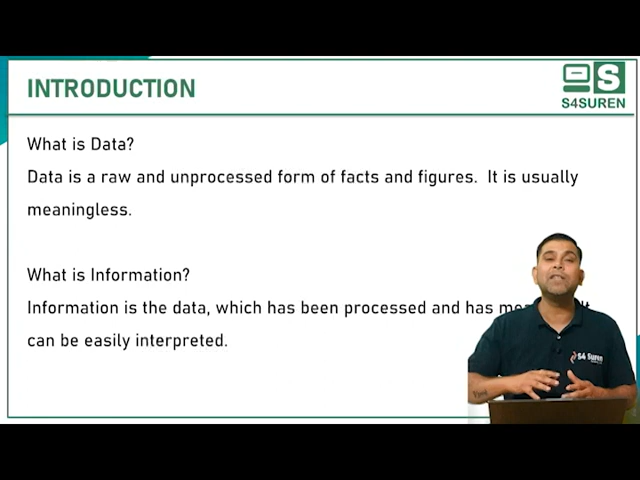 INTRODUCTION
S
S4SUREN
What is Data?
Data is a raw and unprocessed form of facts and figures. It is usually
meaningless.
What is Information?
Information is the data, which has been processed and has
can be easily interpreted.
S4 Suren